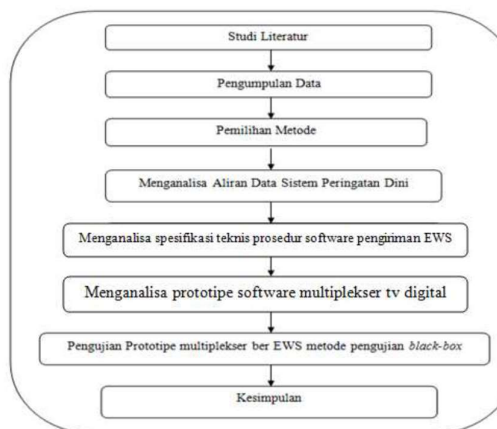 Studi Literatur
Pengumpulan Data
Pemilihan Metode
Menganalisa Aliran Data Sistem Peringatan Dini
Menganalisa spesifikasi teknis prosedur software pengiriman EWS
Menganalisa prototipe software multiplekser tv digital
Pengujian Prototipe multiplekser ber EWS metode pengujian black-box
Kesimpulan